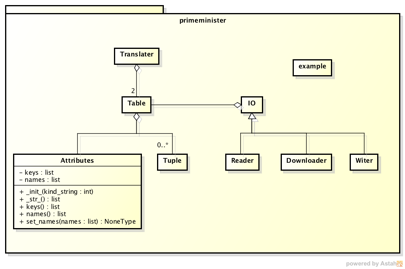 primeminister
Translater
example
2
Table
IO
0..*
Attributes
Tuple
Reader
Downloader
Witer
- keys : list
- names : list
+ _init_(kind_string : int)
+ _str_() : list
+ keys() : list
+ names() : list
+ set_names(names : list) : NoneType
powered by Astah